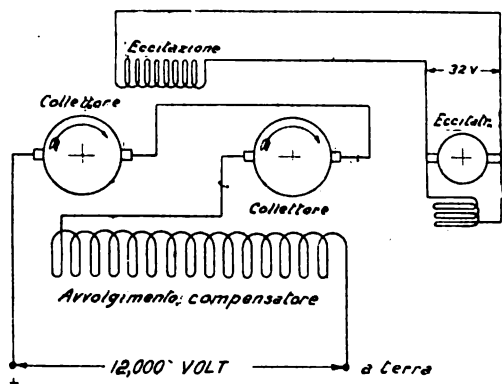 Eccitazione
32 V
Collettore
Eccitatr.
Collettore
Avvolgimento; compensatore
12,000 VOLT
a terra
+